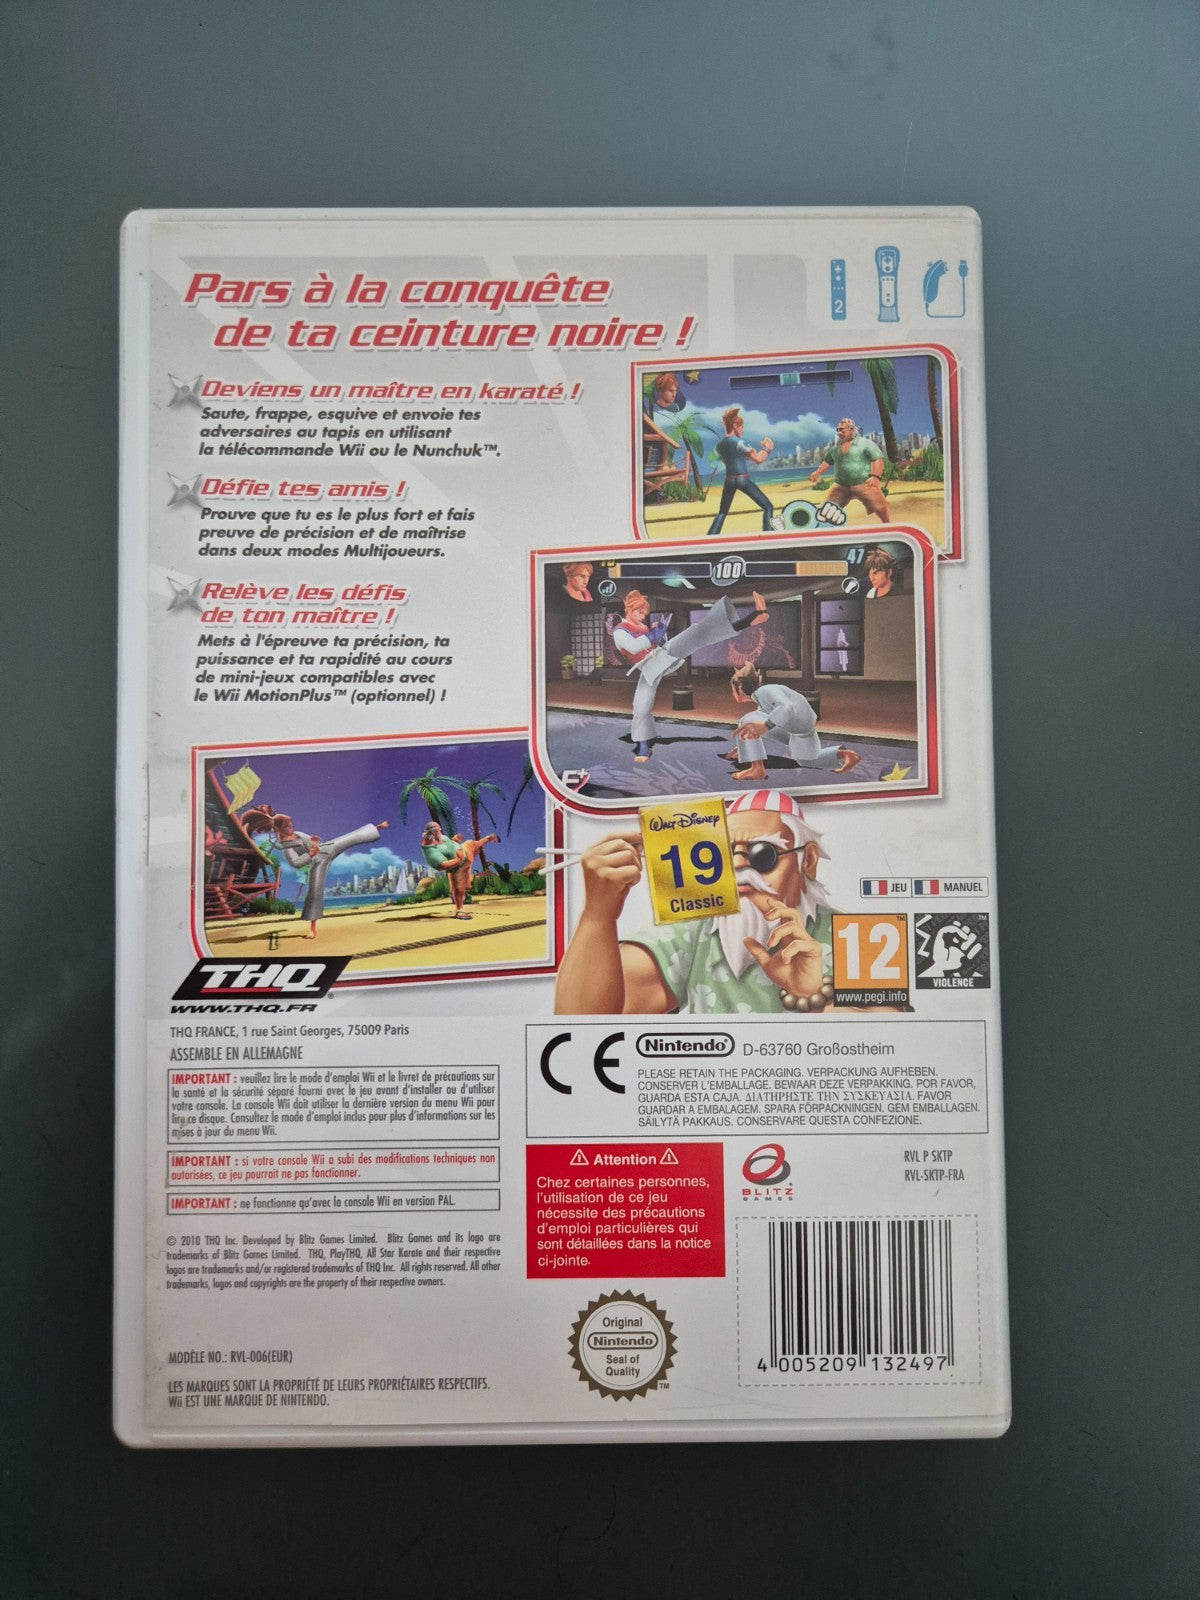 Pars à la conquête
de ta ceinture noire !
2
Deviens un maître en karaté !
Saute, frappe, esquive et envoie tes
adversaires au tapis en utilisant
la télécommande Wii ou le Nunchuk™.
Défie tes amis !
Prouve que tu es le plus fort et fais
preuve de précision et de maîtrise
dans deux modes Multijoueurs.
Relève les défis
de ton maître !
Mets à l'épreuve ta précision, ta
puissance et ta rapidité au cours
de mini-jeux compatibles avec
le Wii MotionPlus™ (optionnel) !
100
47
E+
WALT DISNEY
19
Classic
JEU
MANUEL
12™
www.pegi.info
™
VIOLENCE
THQ®
WWW.THQ.FR
THQ FRANCE, 1 rue Saint Georges, 75009 Paris
ASSEMBLE EN ALLEMAGNE
IMPORTANT : veuillez lire le mode d'emploi Wii et le livret de précautions sur
la santé et la sécurité séparé fourni avec le jeu avant d'installer ou d'utiliser
votre console. La console Wii doit utiliser la dernière version du menu Wii pour
lire ce disque. Consultez le mode d'emploi inclus pour plus d'informations sur les
mises à jour du menu Wii.
IMPORTANT : si votre console Wii a subi des modifications techniques non
autorisées, ce jeu pourrait ne pas fonctionner.
IMPORTANT : ne fonctionne qu'avec la console Wii en version PAL.
© 2010 THQ Inc. Developed by Blitz Games Limited. Blitz Games and its logo are
trademarks of Blitz Games Limited. THQ, PlayTHQ, All Star Karate and their respective
logos are trademarks and/or registered trademarks of THQ Inc. All rights reserved. All other
trademarks, logos and copyrights are the property of their respective owners.
MODÈLE NO.: RVL-006(EUR)
LES MARQUES SONT LA PROPRIÉTÉ DE LEURS PROPRIÉTAIRES RESPECTIFS.
Wii EST UNE MARQUE DE NINTENDO.
CE
Nintendo®
D-63760 Großostheim
PLEASE RETAIN THE PACKAGING. VERPACKUNG AUFHEBEN.
CONSERVER L'EMBALLAGE. BEWAAR DEZE VERPAKKING. POR FAVOR,
GUARDA ESTA CAJA. ΔΙΑΤΗΡΗΣΤΕ ΤΗΝ ΣΥΣΚΕΥΑΣΙΑ. FAVOR
GUARDAR A EMBALAGEM. SPARA FÖRPACKNINGEN. GEM EMBALLAGEN.
SÄILYTÄ PAKKAUS. CONSERVARE QUESTA CONFEZIONE.
Attention
Chez certaines personnes,
l'utilisation de ce jeu
nécessite des précautions
d'emploi particulières qui
sont détaillées dans la notice
ci-jointe.
BLITZ
GAMES
RVL P SKTP
RVL-SKTP-FRA
Original
Nintendo
Seal of
Quality
™
4 005209 132497